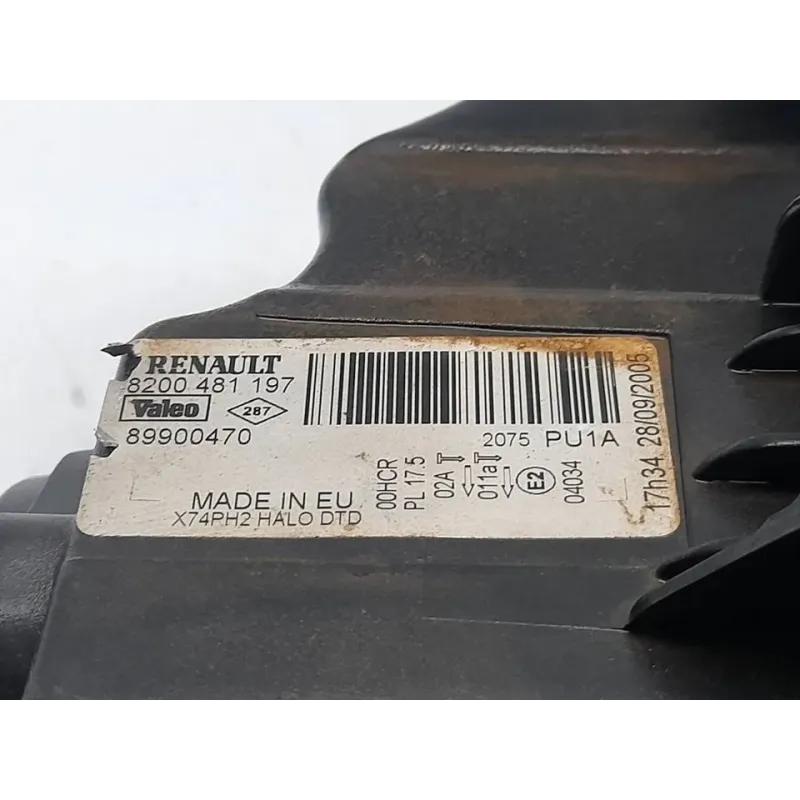 RENAULT
8200 481 197
Valeo 287
89900470
2075 PU1A
MADE IN EU
X74PH2 HALO DTD
00HCR
PL 17.5
02A
011a
E2
04034
17h34 28/09/2005